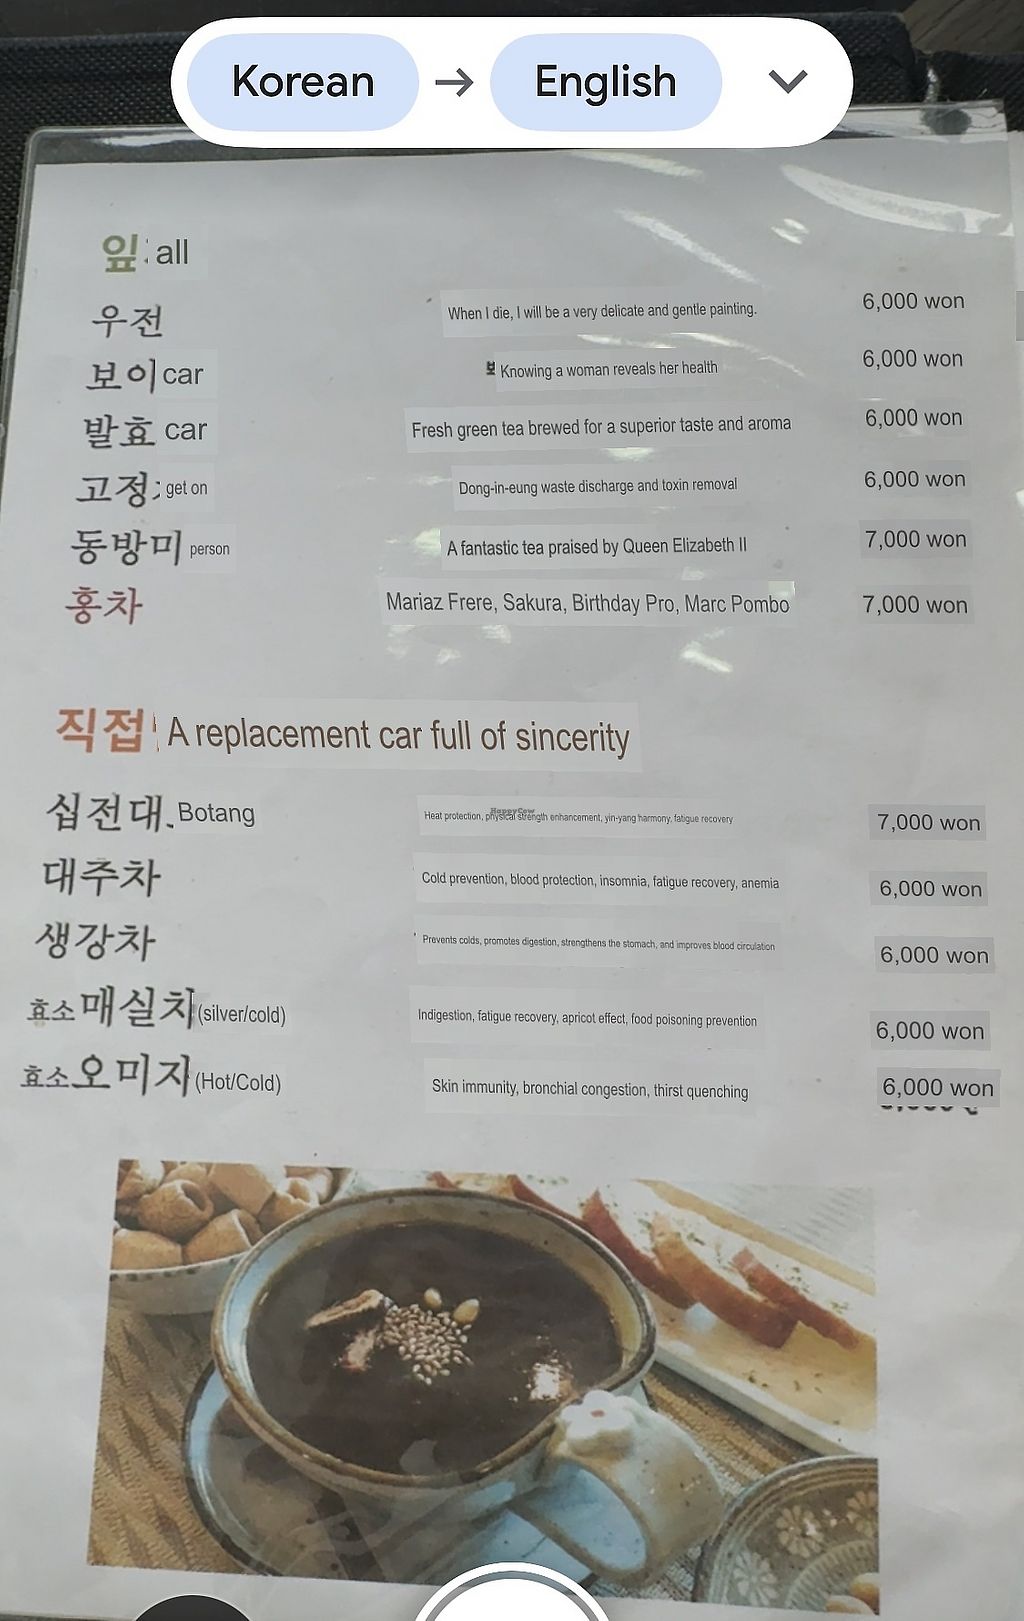 Korean → English
잎 all
우전 When I die, I will be a very delicate and gentle painting. 6,000 won
보이 car Knowing a woman reveals her health 6,000 won
발효 car Fresh green tea brewed for a superior taste and aroma 6,000 won
고정 get on Dong-in-eung waste discharge and toxin removal 6,000 won
동방미 person A fantastic tea praised by Queen Elizabeth II 7,000 won
홍차 Mariaz Frere, Sakura, Birthday Pro, Marc Pombo 7,000 won
직접 A replacement car full of sincerity
십전대 Botang Heat protection, physical strength enhancement, yin-yang harmony, fatigue recovery 7,000 won
HappyCow
대추차 Cold prevention, blood protection, insomnia, fatigue recovery, anemia 6,000 won
생강차 Prevents colds, promotes digestion, strengthens the stomach, and improves blood circulation 6,000 won
효소매실차 (silver/cold) Indigestion, fatigue recovery, apricot effect, food poisoning prevention 6,000 won
효소오미자 (Hot/Cold) Skin immunity, bronchial congestion, thirst quenching 6,000 won